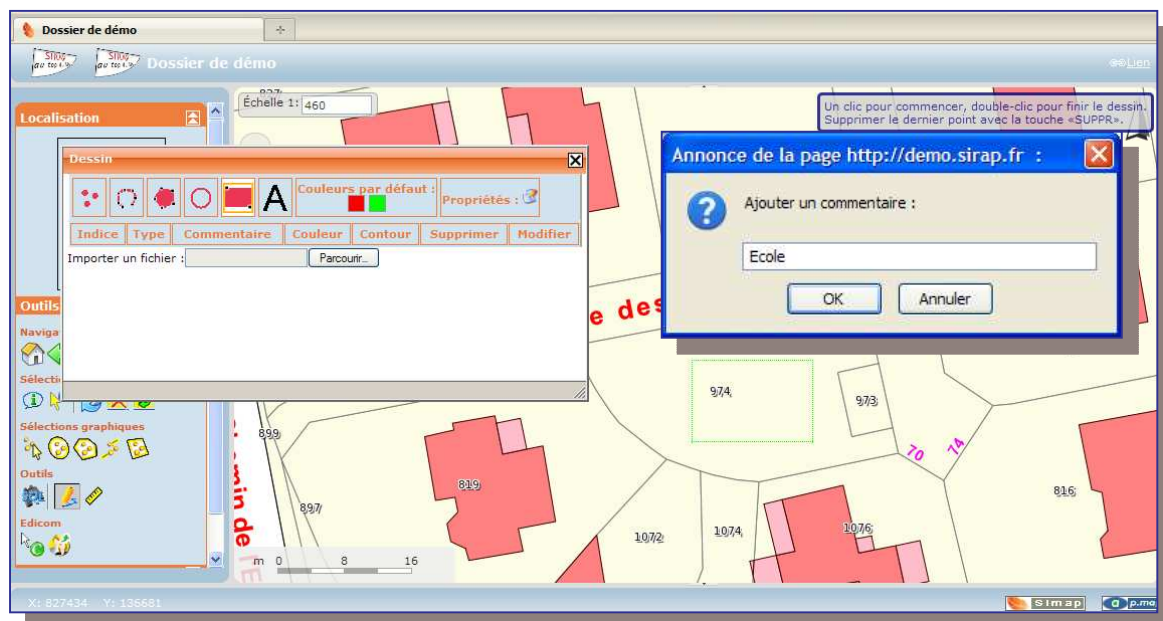 Dossier de démo
Dossier de démo
Lien
Localisation
Échelle 1: 460
Un clic pour commencer, double-clic pour finir le dessin.
Supprimer le dernier point avec la touche «SUPPR».
Dessin
Couleurs par défaut :
Propriétés :
Indice Type Commentaire Couleur Contour Supprimer Modifier
Importer un fichier : Parcourir...
Annonce de la page http://demo.sirap.fr :
Ajouter un commentaire :
Ecole
OK Annuler
Outils
e des
974
973
70
74
Sélections graphiques
899
819
816
Outils
897
1072
1074
1076
Edicom
min de
m 0 8 16
X: 827434 Y: 136681
Simap